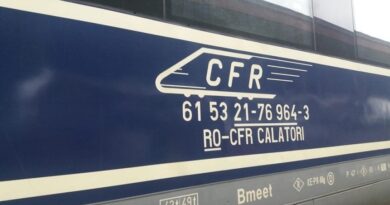 CFR
61 53 21-76 964-3
RO-CFR CALATORI
Bmeet